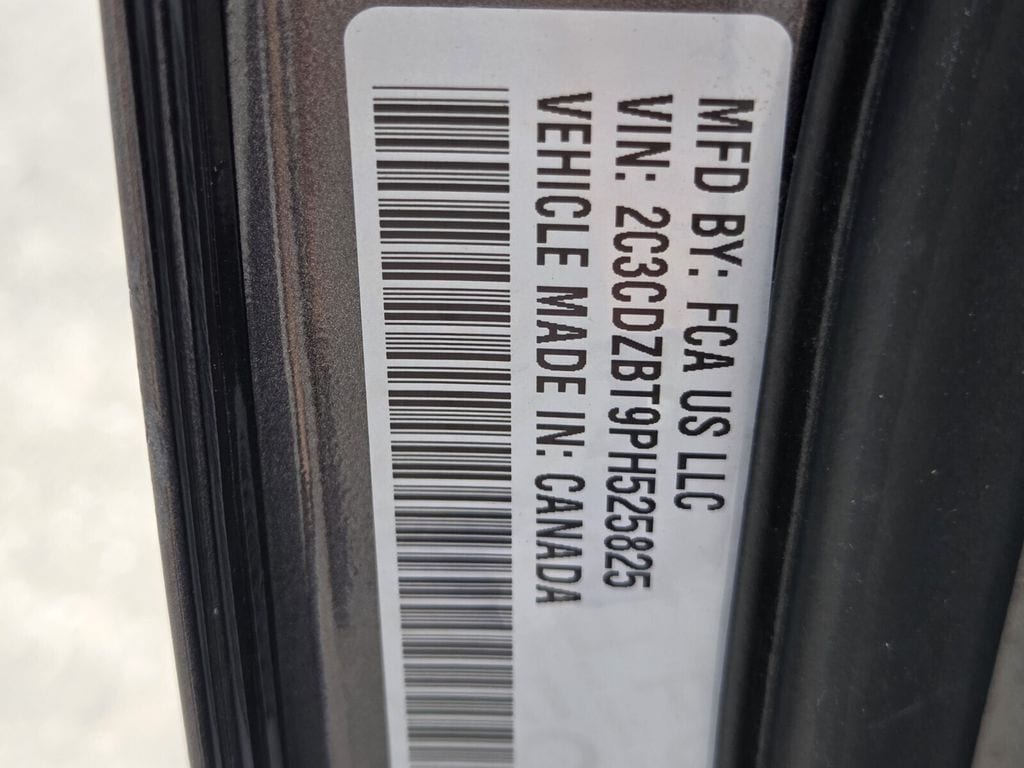 MFD BY: FCA US LLC
VIN: 2C3CDZBT9PH525825
VEHICLE MADE IN: CANADA